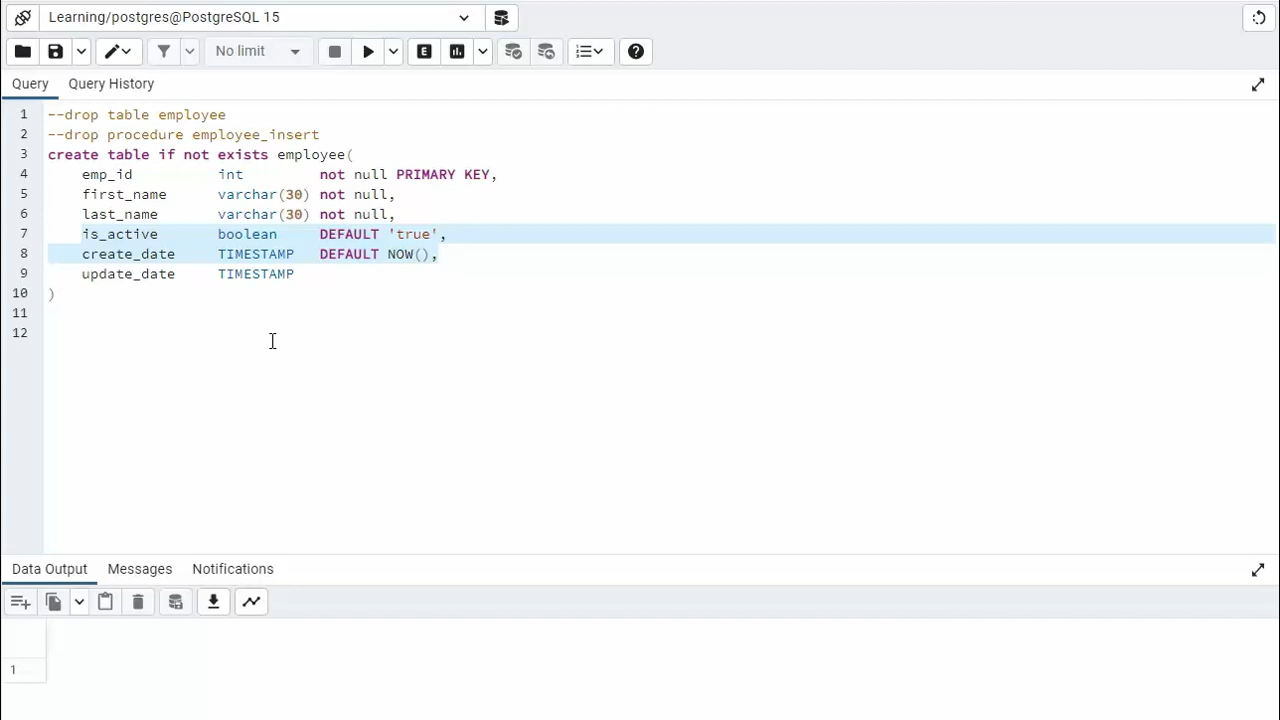 Learning/postgres@PostgreSQL 15
No limit
E
Query Query History
1 --drop table employee
2 --drop procedure employee_insert
3 create table if not exists employee(
4 emp_id int not null PRIMARY KEY,
5 first_name varchar(30) not null,
6 last_name varchar(30) not null,
7 is_active boolean DEFAULT 'true',
8 create_date TIMESTAMP DEFAULT NOW(),
9 update_date TIMESTAMP
10 )
11
12
Data Output Messages Notifications
1